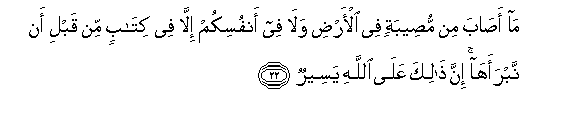 مَآ أَصَابَ مِن مُّصِيبَةٍ فِى ٱلْأَرْضِ وَلَا فِىٓ أَنفُسِكُمْ إِلَّا فِى كِتَـٰبٍ مِّن قَبْلِ أَن
نَّبْرَأَهَآ ۚ إِنَّ ذَٰلِكَ عَلَى ٱللَّهِ يَسِيرٌ ﴿٢٢﴾